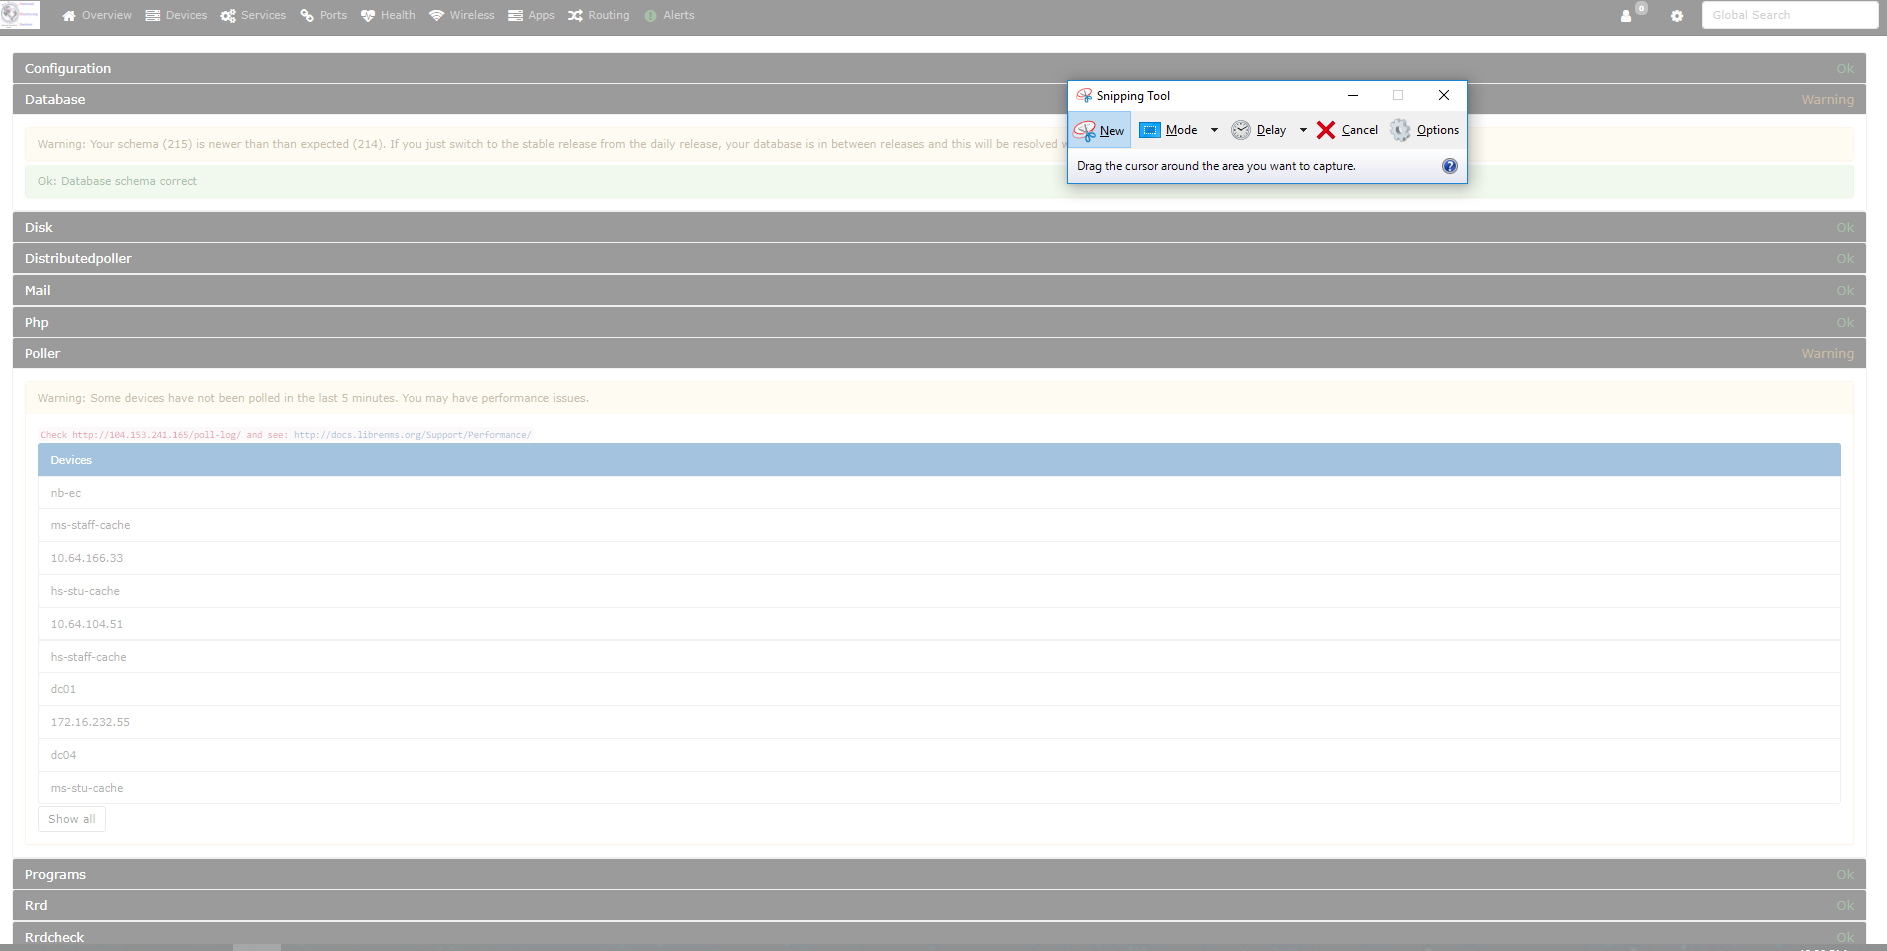 Overview Devices Services Ports Health Wireless Apps Routing Alerts 0 Global Search
Configuration Ok
Database Warning
Warning: Your schema (215) is newer than than expected (214). If you just switch to the stable release from the daily release, your database is in between releases and this will be resolved
Ok: Database schema correct
Snipping Tool
New Mode Delay Cancel Options
Drag the cursor around the area you want to capture.
Disk Ok
Distributedpoller Ok
Mail Ok
Php Ok
Poller Warning
Warning: Some devices have not been polled in the last 5 minutes. You may have performance issues.
Check http://104.153.241.165/poll-log/ and see: http://docs.librenms.org/Support/Performance/
Devices
nb-ec
ms-staff-cache
10.64.166.33
hs-stu-cache
10.64.104.51
hs-staff-cache
dc01
172.16.232.55
dc04
ms-stu-cache
Show all
Programs Ok
Rrd Ok
Rrdcheck Ok